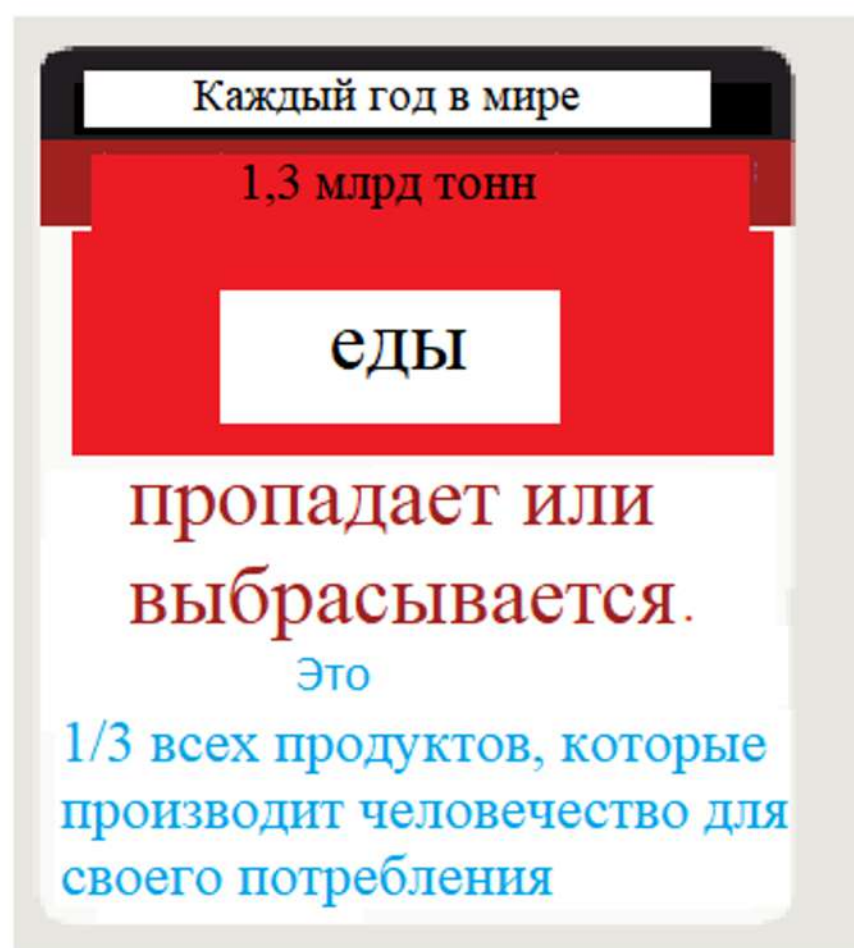 Каждый год в мире
1,3 млрд тонн
еды
пропадает или
выбрасывается.
Это
1/3 всех продуктов, которые
производит человечество для
своего потребления